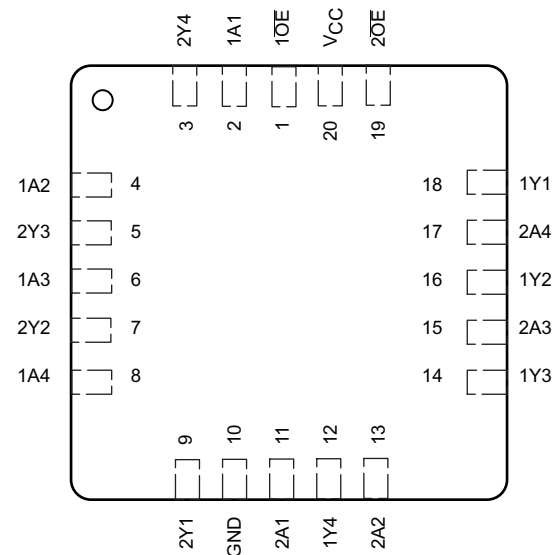 2Y4 1A1 1O̅E̅ VCC 2O̅E̅
3 2 1 20 19
1A2 4 18 1Y1
2Y3 5 17 2A4
1A3 6 16 1Y2
2Y2 7 15 2A3
1A4 8 14 1Y3
9 10 11 12 13
2Y1 GND 2A1 1Y4 2A2